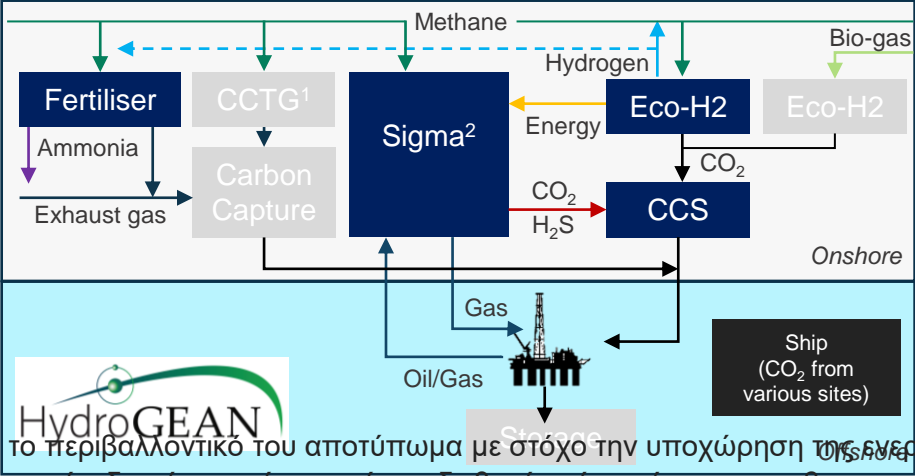 Methane
Bio-gas
Hydrogen
Fertiliser
CCTG¹
Sigma²
Eco-H2
Eco-H2
Energy
Ammonia
CO₂
Carbon
Capture
Exhaust gas
CO₂
H₂S
CCS
Onshore
Gas
Oil/Gas
Ship
(CO₂ from
various sites)
HydroGEAN
Storage
Offshore
το περιβαλλοντικό του αποτύπωμα με στόχο την υποχώρηση της